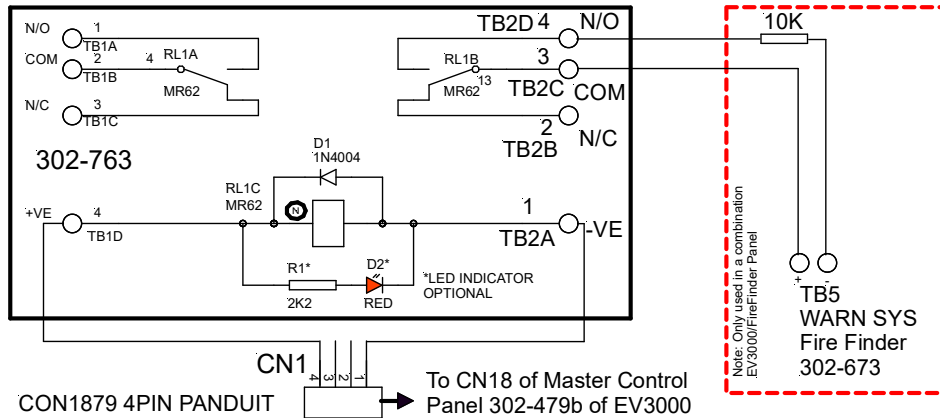 N/O 1 TB1A
COM 2 TB1B
4 RL1A
MR62
N/C 3 TB1C
302-763
TB2D 4 N/O
RL1B
MR62 13
3
TB2C COM
2
TB2B N/C
D1
1N4004
RL1C
MR62
N
+VE 4
TB1D
1
TB2A -VE
R1*
2K2
D2*
RED
*LED INDICATOR
OPTIONAL
CN1
4 3 2 1
CON1879 4PIN PANDUIT
To CN18 of Master Control
Panel 302-479b of EV3000
10K
Note: Only used in a combination
EV3000/FireFinder Panel
+ -
TB5
WARN SYS
Fire Finder
302-673